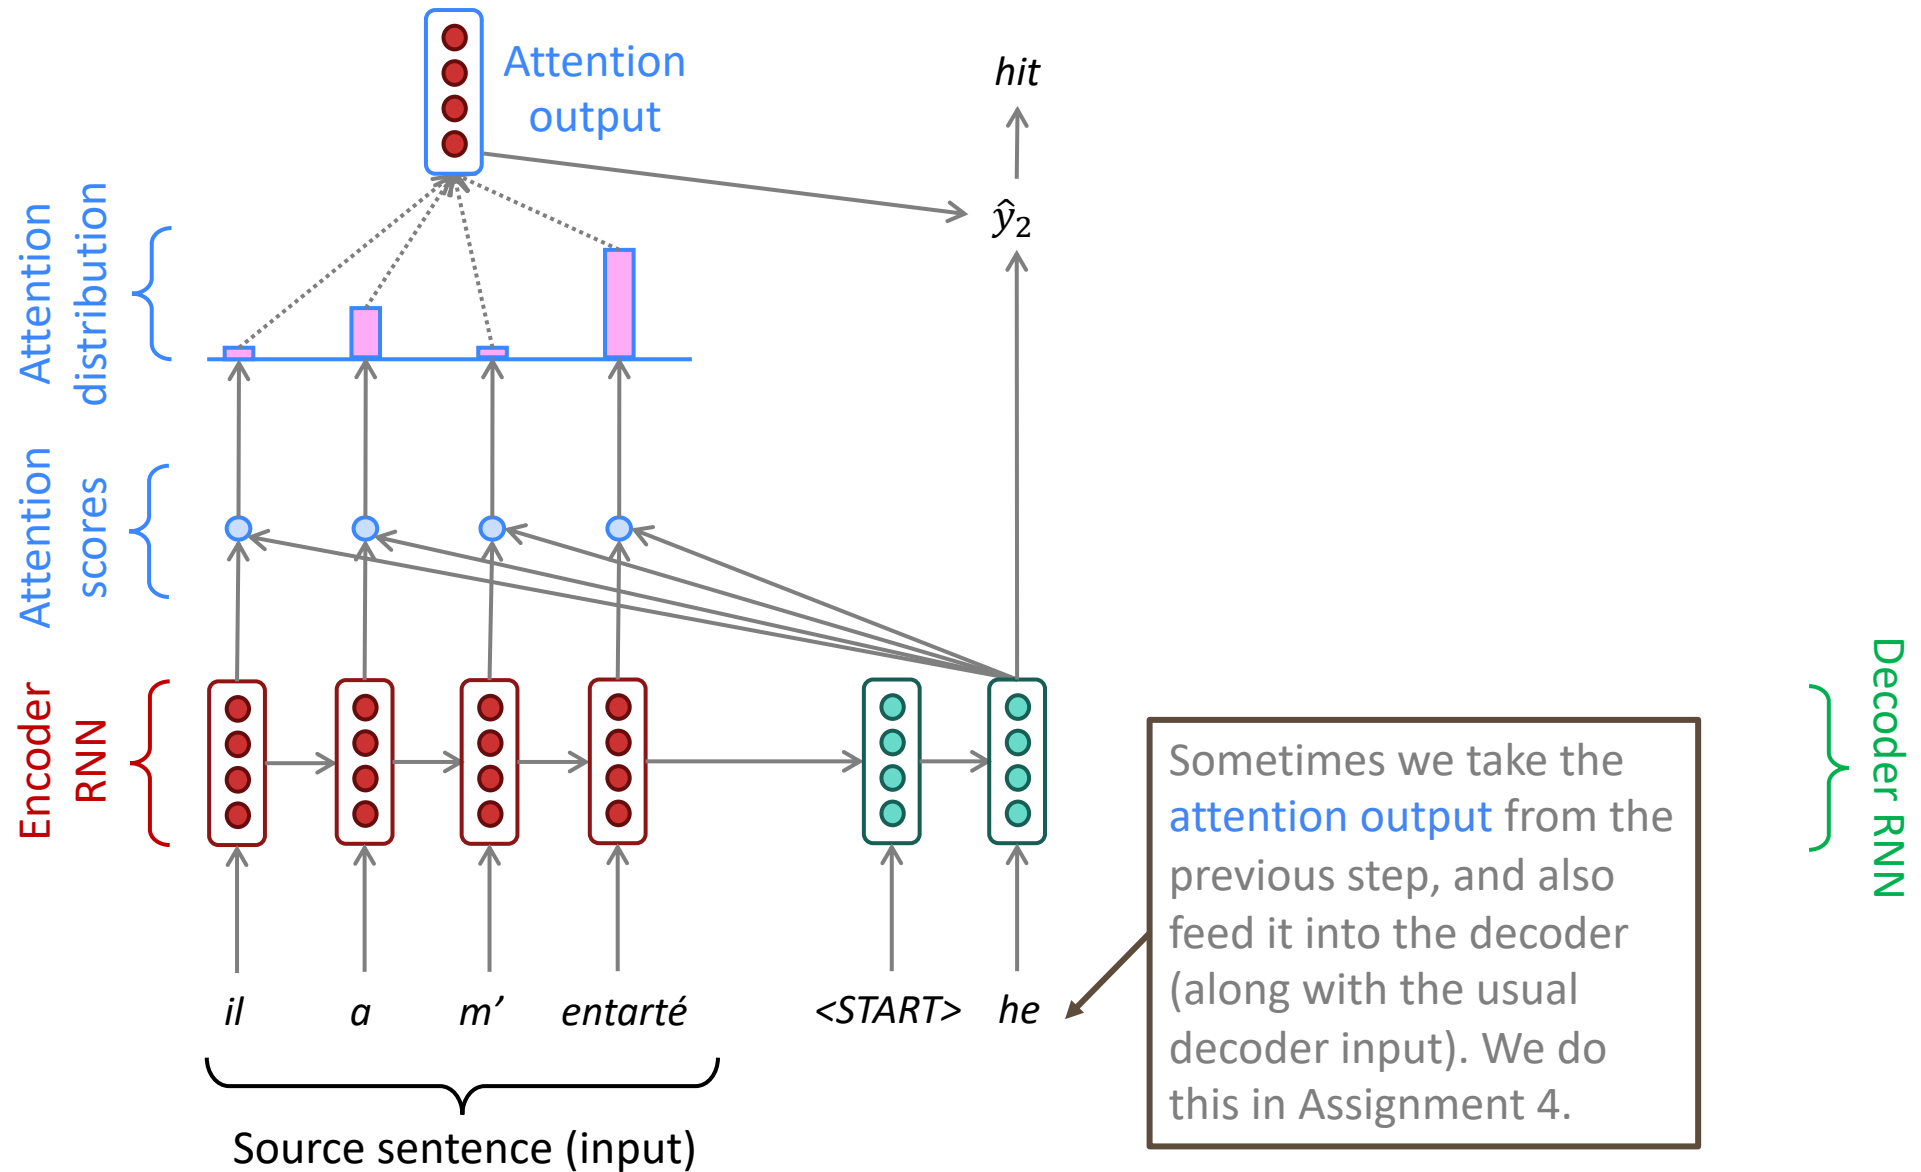 Attention
output
hit
ŷ₂
Attention
distribution
Attention
scores
Encoder
RNN
Decoder RNN
Sometimes we take the
attention output from the
previous step, and also
feed it into the decoder
(along with the usual
decoder input). We do
this in Assignment 4.
il a m’ entarté <START> he
Source sentence (input)